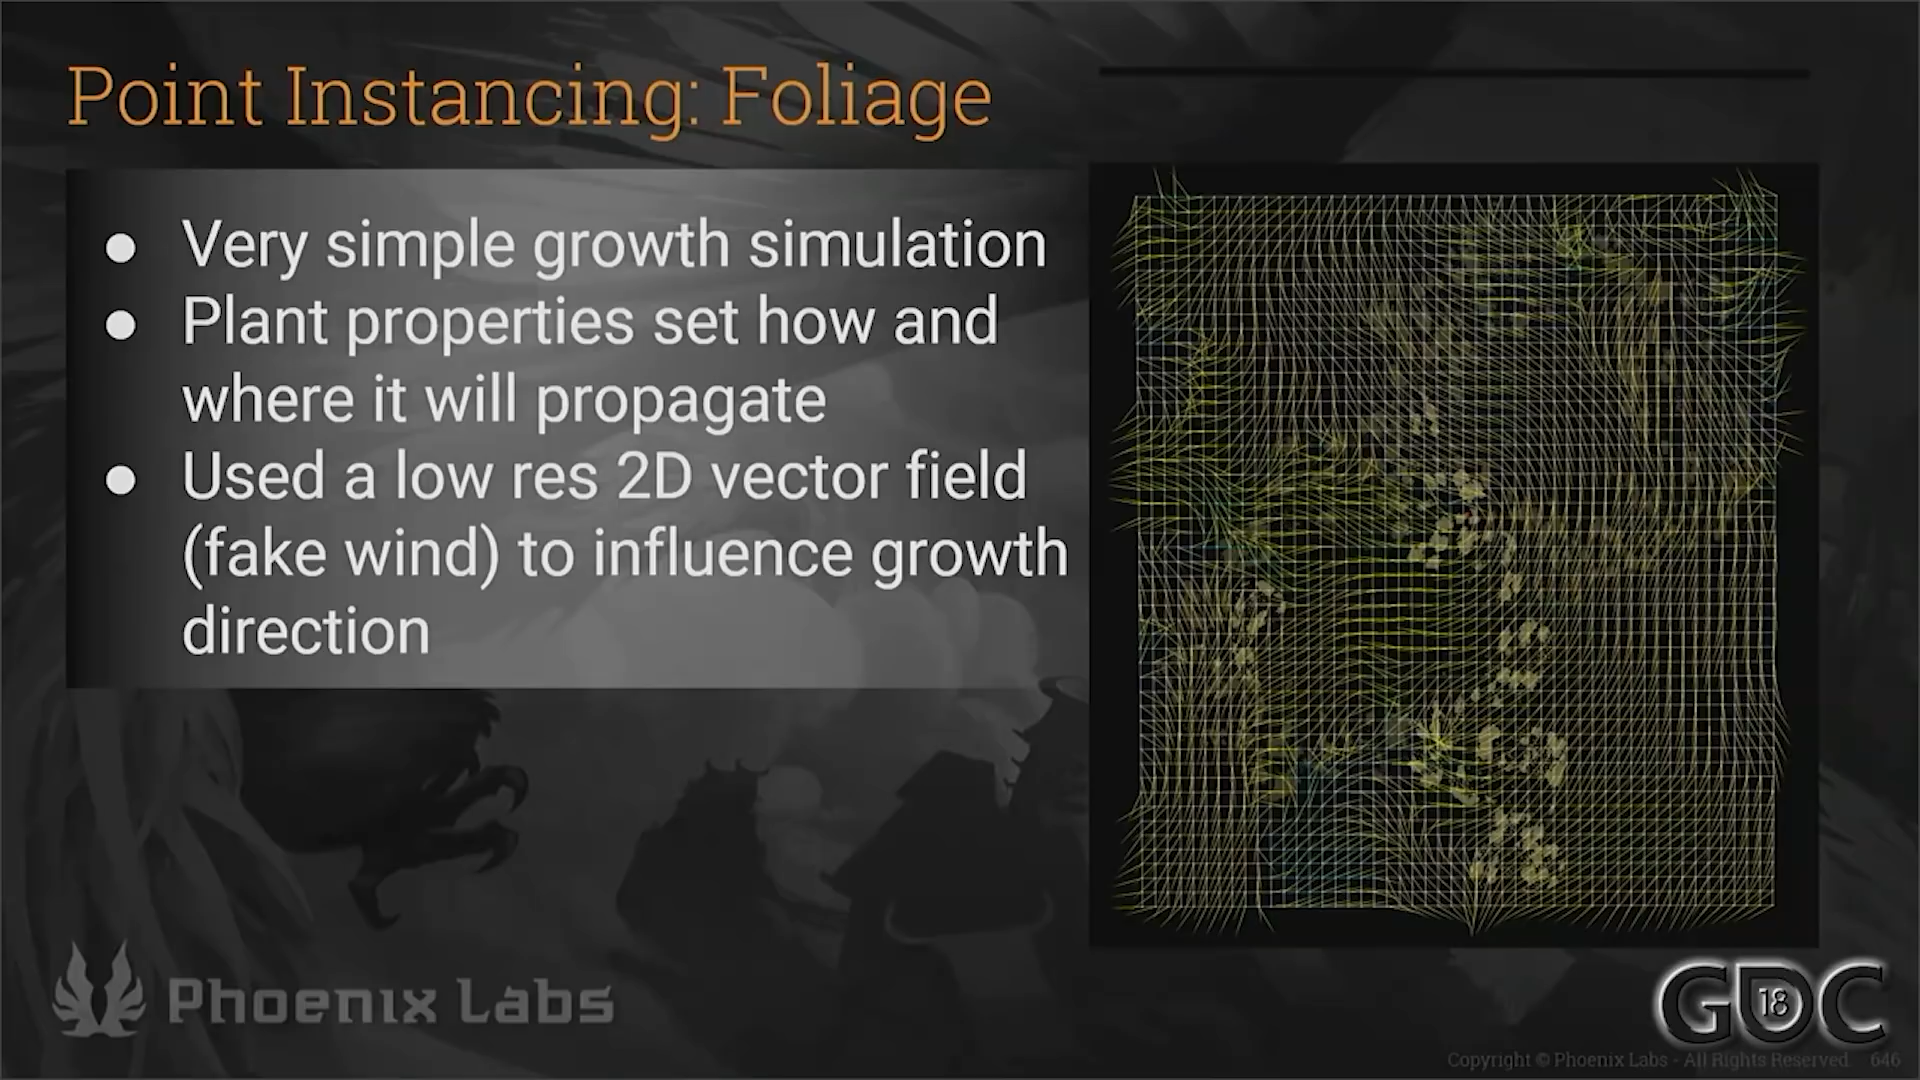 Point Instancing: Foliage
● Very simple growth simulation
● Plant properties set how and
where it will propagate
● Used a low res 2D vector field
(fake wind) to influence growth
direction
Phoenix Labs
GDC
18
Copyright © Phoenix Labs - All Rights Reserved. 646